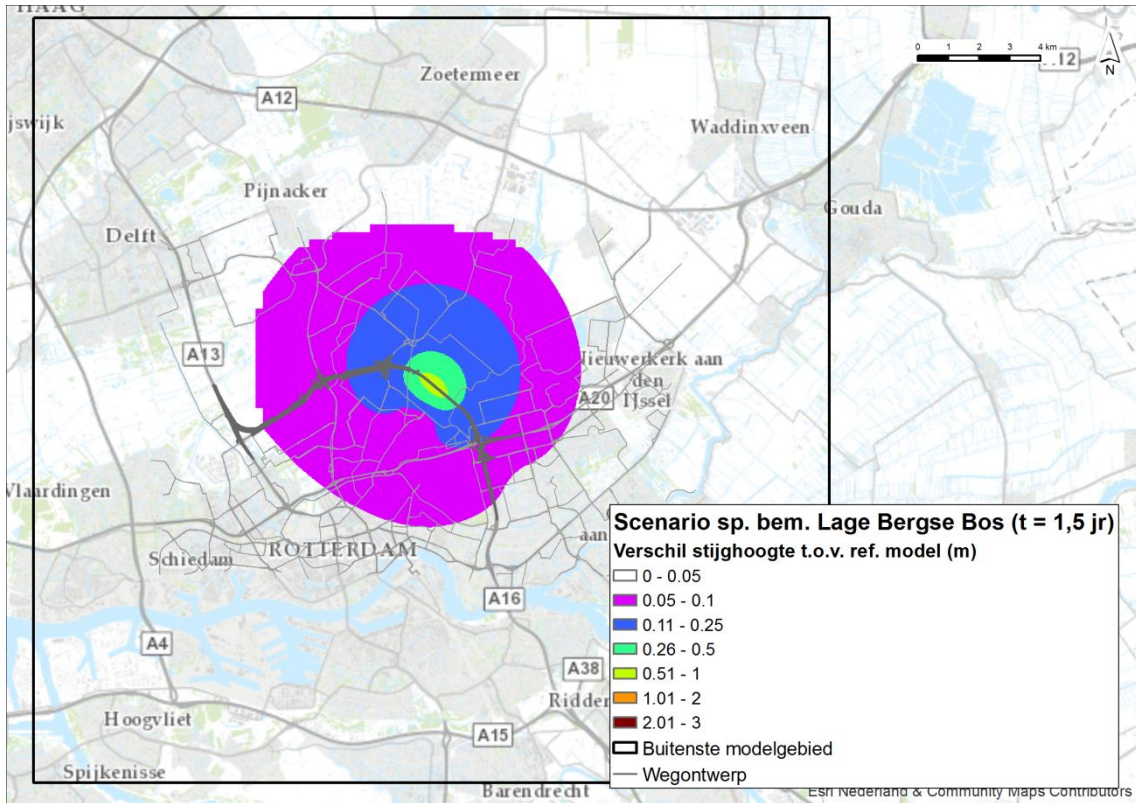 HAAG
Zoetermeer
A12
0 1 2 3 4 km
12
N
ijswijk
Waddinxveen
Pijnacker
Gouda
Delft
A13
Nieuwerkerk aan
den
IJssel
A20
Vlaardingen
Schiedam
ROTTERDAM
aan
A16
A4
A38
Ridder
Hoogvliet
A15
Spijkenisse
Barendrecht
Scenario sp. bem. Lage Bergse Bos (t = 1,5 jr)
Verschil stijghoogte t.o.v. ref. model (m)
0 - 0.05
0.05 - 0.1
0.11 - 0.25
0.26 - 0.5
0.51 - 1
1.01 - 2
2.01 - 3
Buitenste modelgebied
Wegontwerp
Esri Nederland & Community Maps Contributors